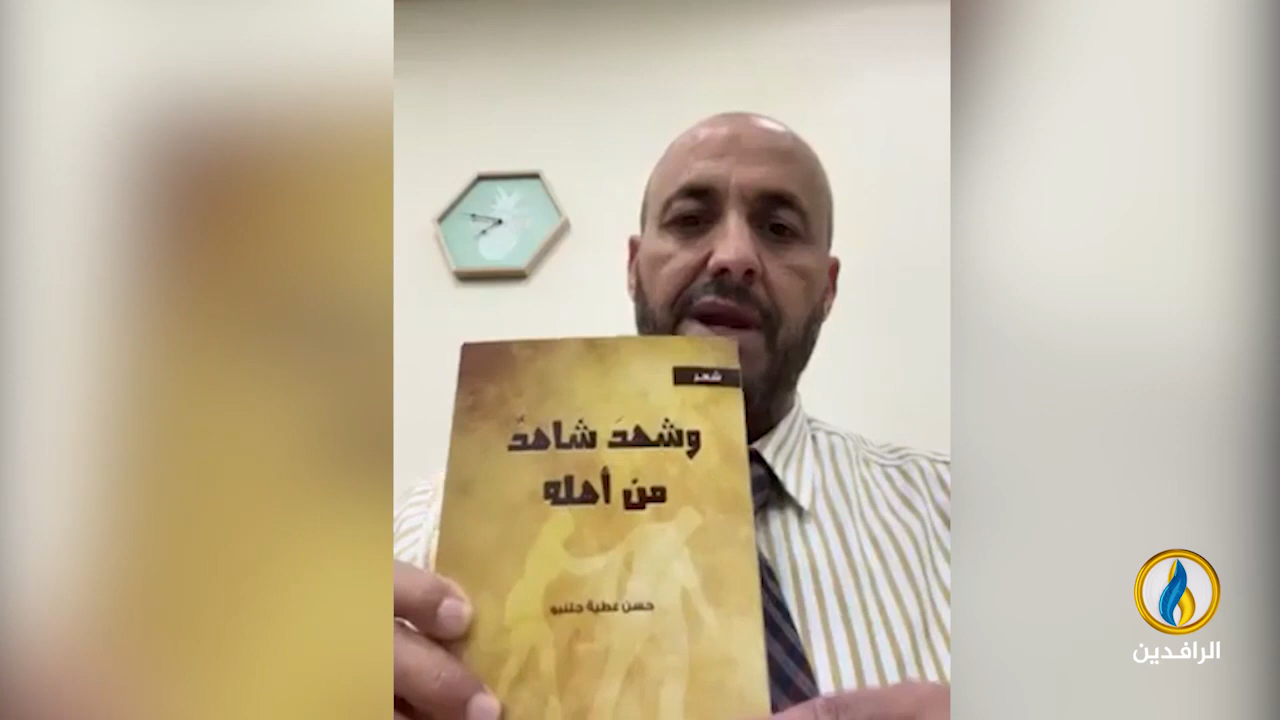 شعر
وشهدَ شاهدٌ
من أهله
حسن عطية جلنبو
الرافدين